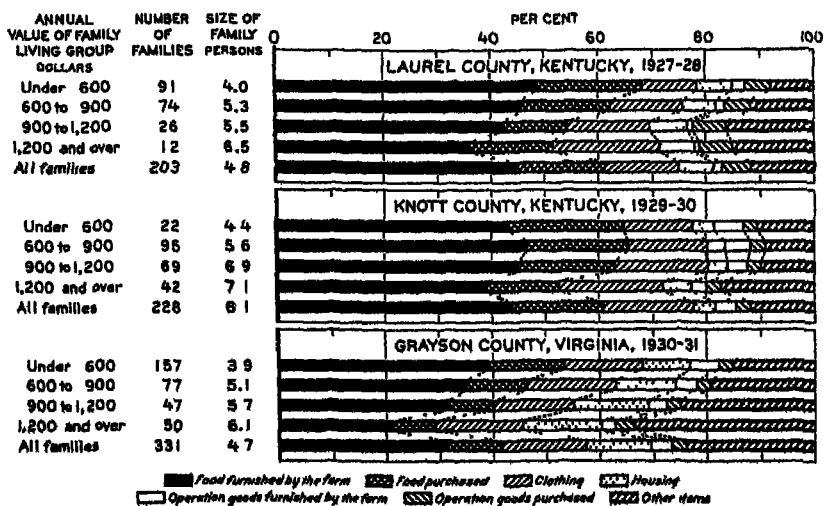 ANNUAL VALUE OF FAMILY LIVING GROUP DOLLARS NUMBER OF FAMILIES SIZE OF FAMILY PERSONS
PER CENT
0 20 40 60 80 100
LAUREL COUNTY, KENTUCKY, 1927-28
Under 600 91 4.0
600 to 900 74 5.3
900 to 1,200 26 5.5
1,200 and over 12 6.5
All families 203 4 8
KNOTT COUNTY, KENTUCKY, 1929-30
Under 600 22 4 4
600 to 900 95 5 6
900 to 1,200 69 6 9
1,200 and over 42 7 1
All families 228 6 1
GRAYSON COUNTY, VIRGINIA, 1930-31
Under 600 157 3 9
600 to 900 77 5.1
900 to 1,200 47 5 7
1,200 and over 50 6.1
All families 331 4 7
Food furnished by the farm Food purchased Clothing Housing
Operation goods furnished by the farm Operation goods purchased Other items